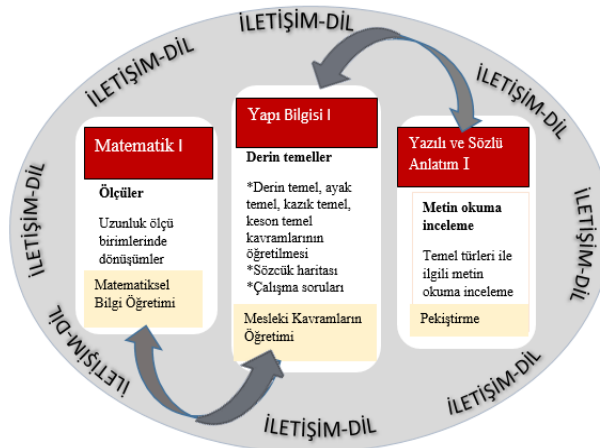 İLETİŞİM-DİL
İLETİŞİM-DİL
İLETİŞİM-DİL
İLETİŞİM-DİL
İLETİŞİM-DİL
İLETİŞİM-DİL
İLETİŞİM-DİL
İLETİŞİM-DİL
Matematik I
Ölçüler
Uzunluk ölçü
birimlerinde
dönüşümler
Matematiksel
Bilgi Öğretimi
Yapı Bilgisi I
Derin temeller
*Derin temel, ayak
temel, kazık temel,
keson temel
kavramlarının
öğretilmesi
*Sözcük haritası
*Çalışma soruları
Mesleki Kavramların
Öğretimi
Yazılı ve Sözlü
Anlatım I
Metin okuma
inceleme
Temel türleri ile
ilgili metin
okuma inceleme
Pekiştirme